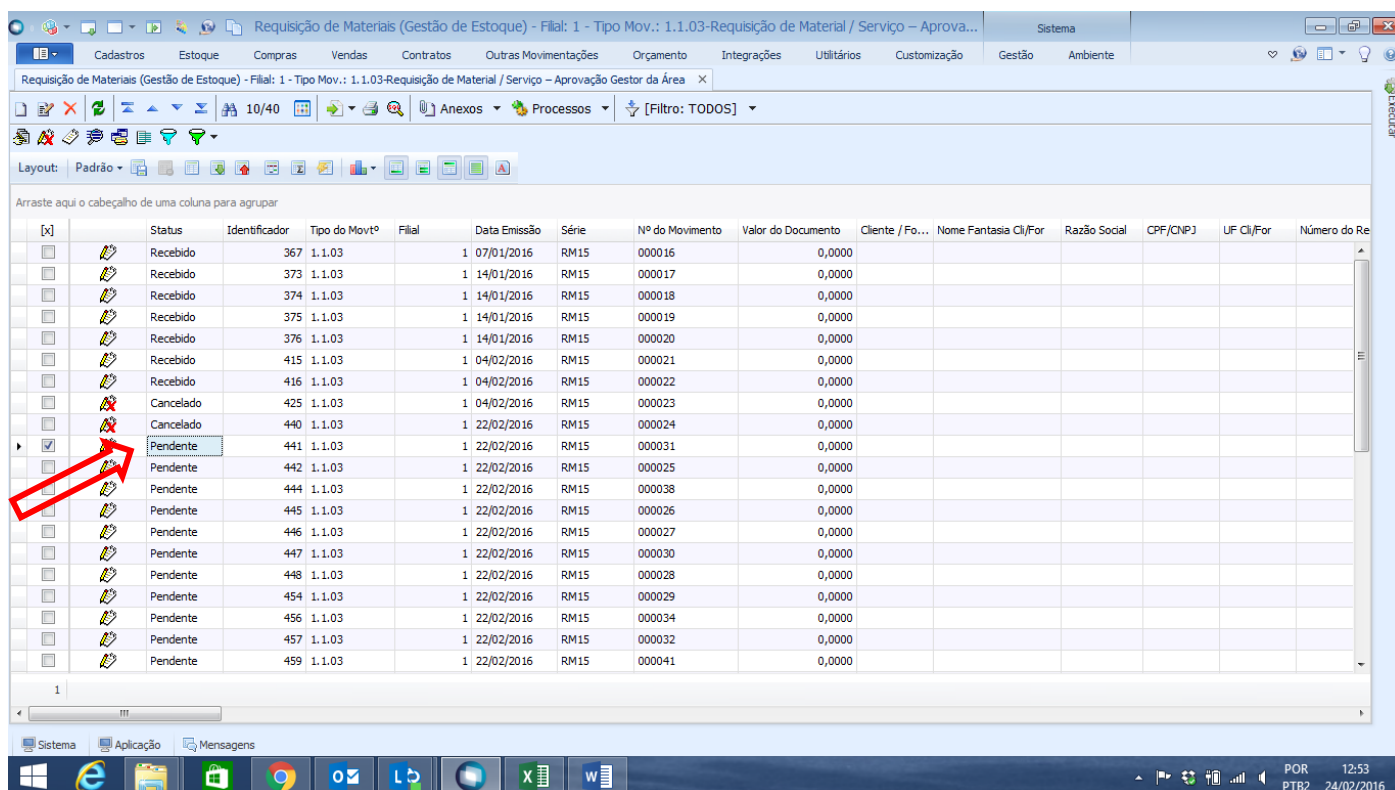 Requisição de Materiais (Gestão de Estoque) - Filial: 1 - Tipo Mov.: 1.1.03-Requisição de Material / Serviço – Aprova... Sistema
Cadastros Estoque Compras Vendas Contratos Outras Movimentações Orçamento Integrações Utilitários Customização Gestão Ambiente
Requisição de Materiais (Gestão de Estoque) - Filial: 1 - Tipo Mov.: 1.1.03-Requisição de Material / Serviço – Aprovação Gestor da Área X
Executar
10/40 Anexos Processos [Filtro: TODOS]
Layout: Padrão
Arraste aqui o cabeçalho de uma coluna para agrupar
[x] Status Identificador Tipo do Movtº Filial Data Emissão Série Nº do Movimento Valor do Documento Cliente / Fo... Nome Fantasia Cli/For Razão Social CPF/CNPJ UF Cli/For Número do Re
Recebido 367 1.1.03 1 07/01/2016 RM15 000016 0,0000
Recebido 373 1.1.03 1 14/01/2016 RM15 000017 0,0000
Recebido 374 1.1.03 1 14/01/2016 RM15 000018 0,0000
Recebido 375 1.1.03 1 14/01/2016 RM15 000019 0,0000
Recebido 376 1.1.03 1 14/01/2016 RM15 000020 0,0000
Recebido 415 1.1.03 1 04/02/2016 RM15 000021 0,0000
Recebido 416 1.1.03 1 04/02/2016 RM15 000022 0,0000
Cancelado 425 1.1.03 1 04/02/2016 RM15 000023 0,0000
Cancelado 440 1.1.03 1 22/02/2016 RM15 000024 0,0000
Pendente 441 1.1.03 1 22/02/2016 RM15 000031 0,0000
Pendente 442 1.1.03 1 22/02/2016 RM15 000025 0,0000
Pendente 444 1.1.03 1 22/02/2016 RM15 000038 0,0000
Pendente 445 1.1.03 1 22/02/2016 RM15 000026 0,0000
Pendente 446 1.1.03 1 22/02/2016 RM15 000027 0,0000
Pendente 447 1.1.03 1 22/02/2016 RM15 000030 0,0000
Pendente 448 1.1.03 1 22/02/2016 RM15 000028 0,0000
Pendente 454 1.1.03 1 22/02/2016 RM15 000029 0,0000
Pendente 456 1.1.03 1 22/02/2016 RM15 000034 0,0000
Pendente 457 1.1.03 1 22/02/2016 RM15 000032 0,0000
Pendente 459 1.1.03 1 22/02/2016 RM15 000041 0,0000
1
Sistema Aplicação Mensagens
POR 12:53
PTB2 24/02/2016